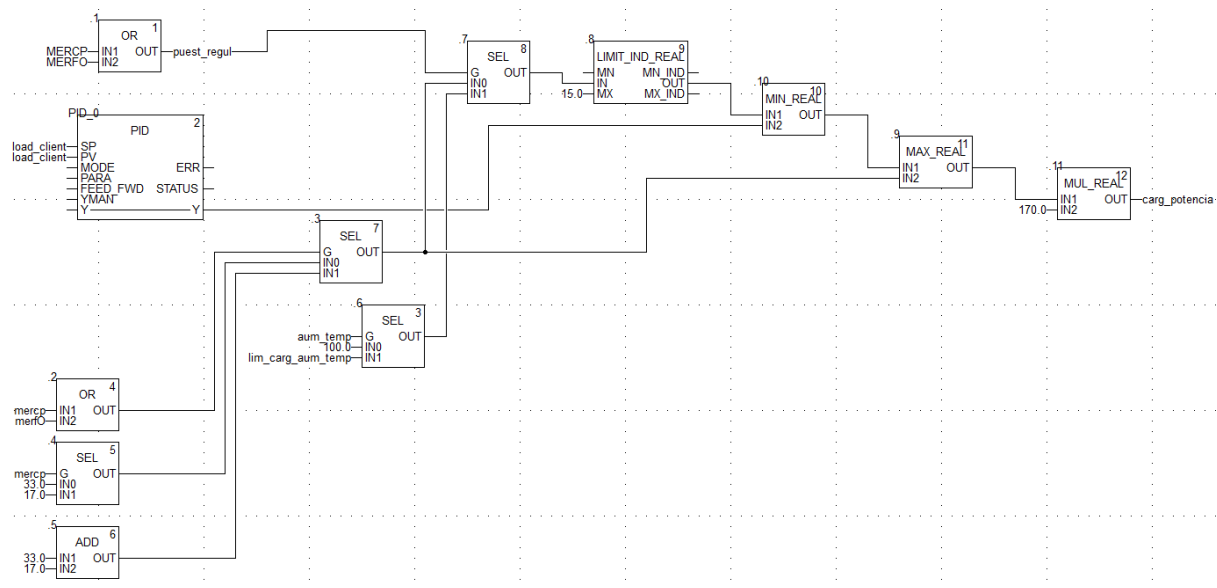 .1
OR 1
MERCP IN1 OUT puest_regul
MERFO IN2
.7
SEL 8
G OUT
IN0
IN1
.8
LIMIT_IND_REAL 9
MN MN_IND
IN OUT
15.0 MX MX_IND
.10
MIN_REAL 10
IN1 OUT
IN2
PID_0
PID 2
load_client SP
load_client PV
MODE ERR
PARA
FEED_FWD STATUS
YMAN
Y Y
.9
MAX_REAL 11
IN1 OUT
IN2
.11
MUL_REAL 12
IN1 OUT carg_potencia
170.0 IN2
.3
SEL 7
G OUT
IN0
IN1
.6
SEL 3
aum_temp G OUT
100.0 IN0
lim_carg_aum_temp IN1
.2
OR 4
mercp IN1 OUT
merfO IN2
.4
SEL 5
mercp G OUT
33.0 IN0
17.0 IN1
.5
ADD 6
33.0 IN1 OUT
17.0 IN2